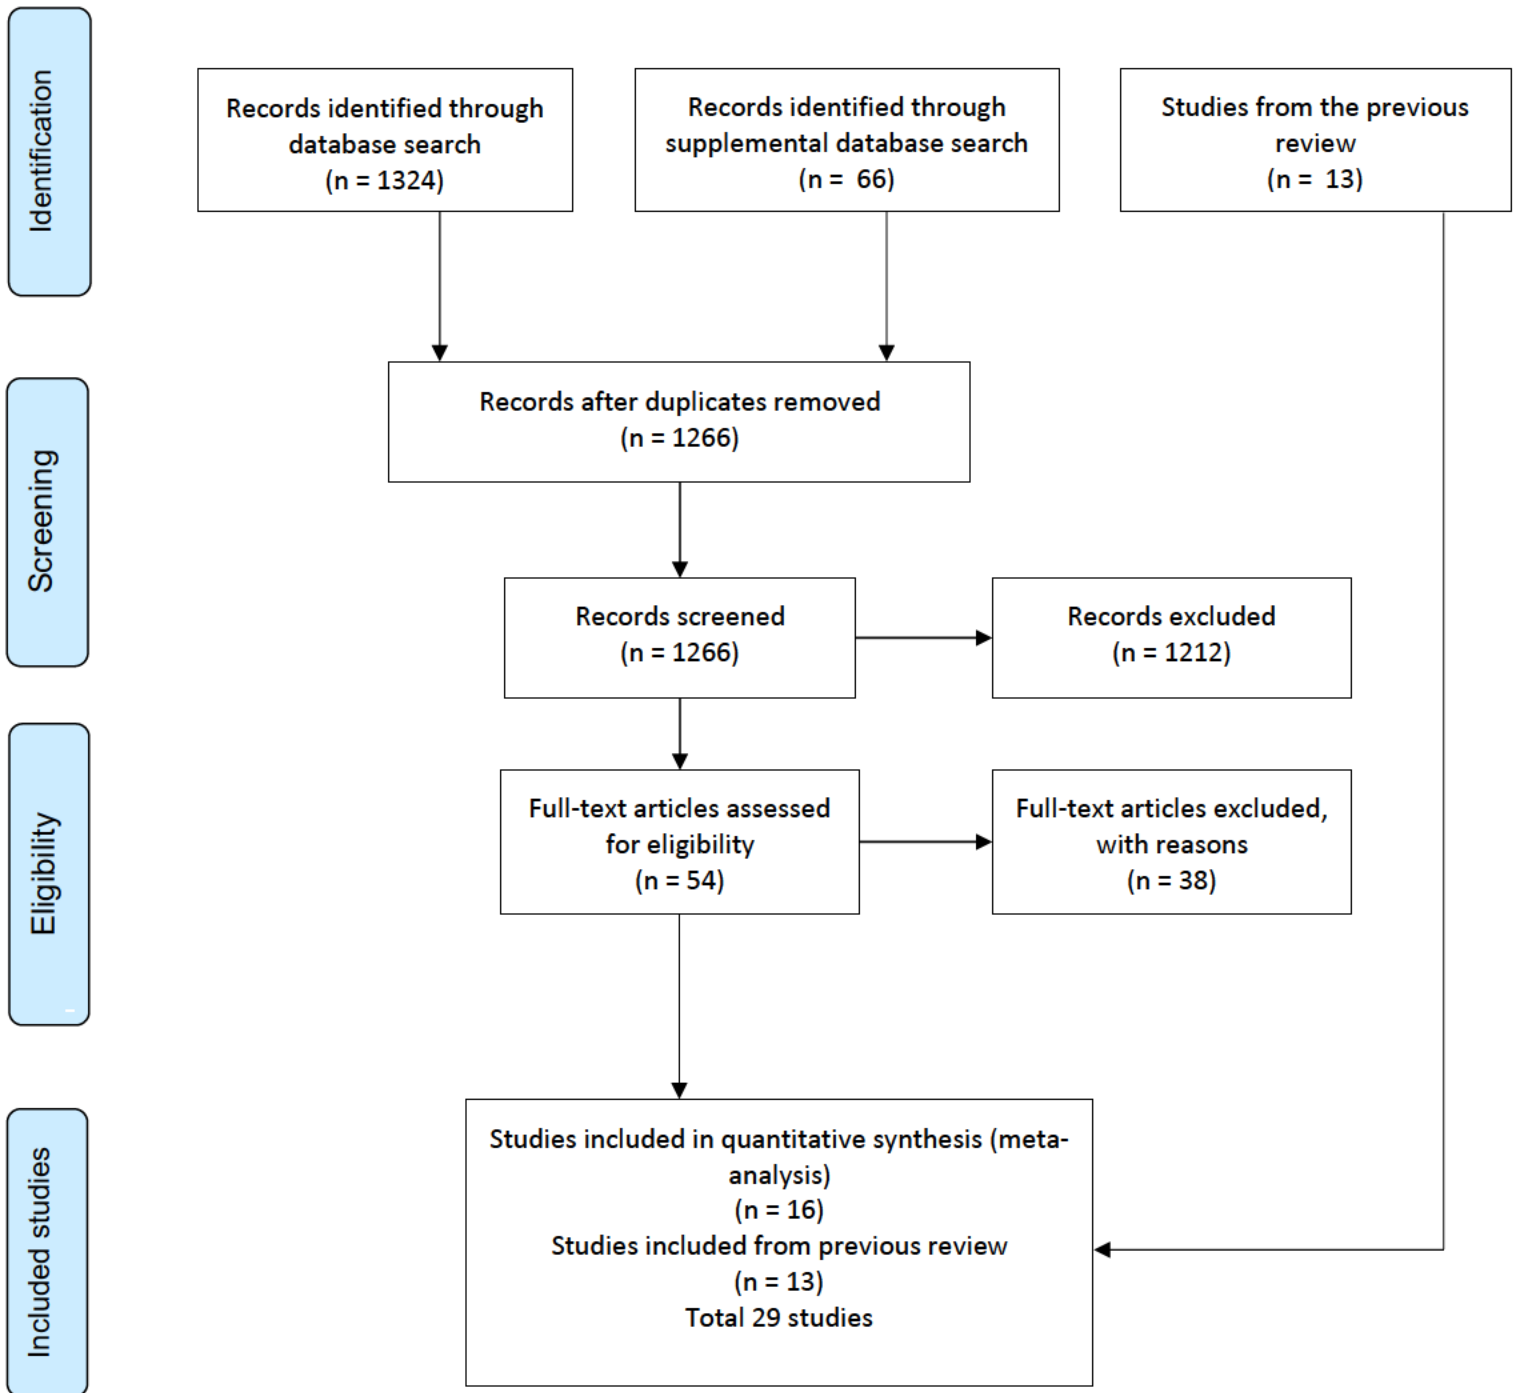 Identification
Records identified through
database search
(n = 1324)
Records identified through
supplemental database search
(n = 66)
Studies from the previous
review
(n = 13)
Screening
Records after duplicates removed
(n = 1266)
Records screened
(n = 1266)
Records excluded
(n = 1212)
Eligibility
Full-text articles assessed
for eligibility
(n = 54)
Full-text articles excluded,
with reasons
(n = 38)
Included studies
Studies included in quantitative synthesis (meta-
analysis)
(n = 16)
Studies included from previous review
(n = 13)
Total 29 studies